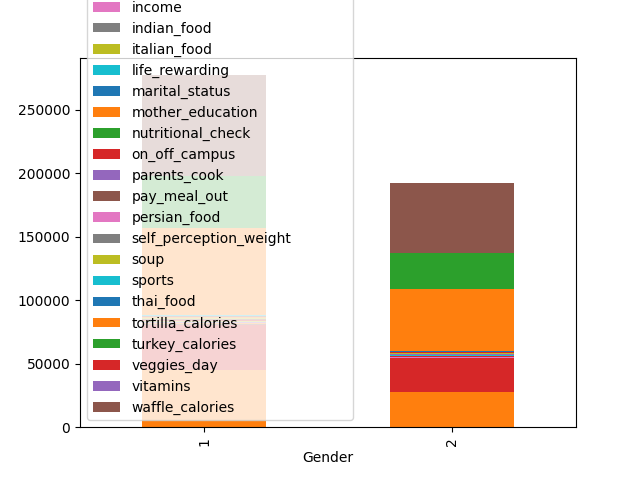 income
indian_food
italian_food
life_rewarding
marital_status
mother_education
nutritional_check
on_off_campus
parents_cook
pay_meal_out
persian_food
self_perception_weight
soup
sports
thai_food
tortilla_calories
turkey_calories
veggies_day
vitamins
waffle_calories
250000
200000
150000
100000
50000
0
1
2
Gender